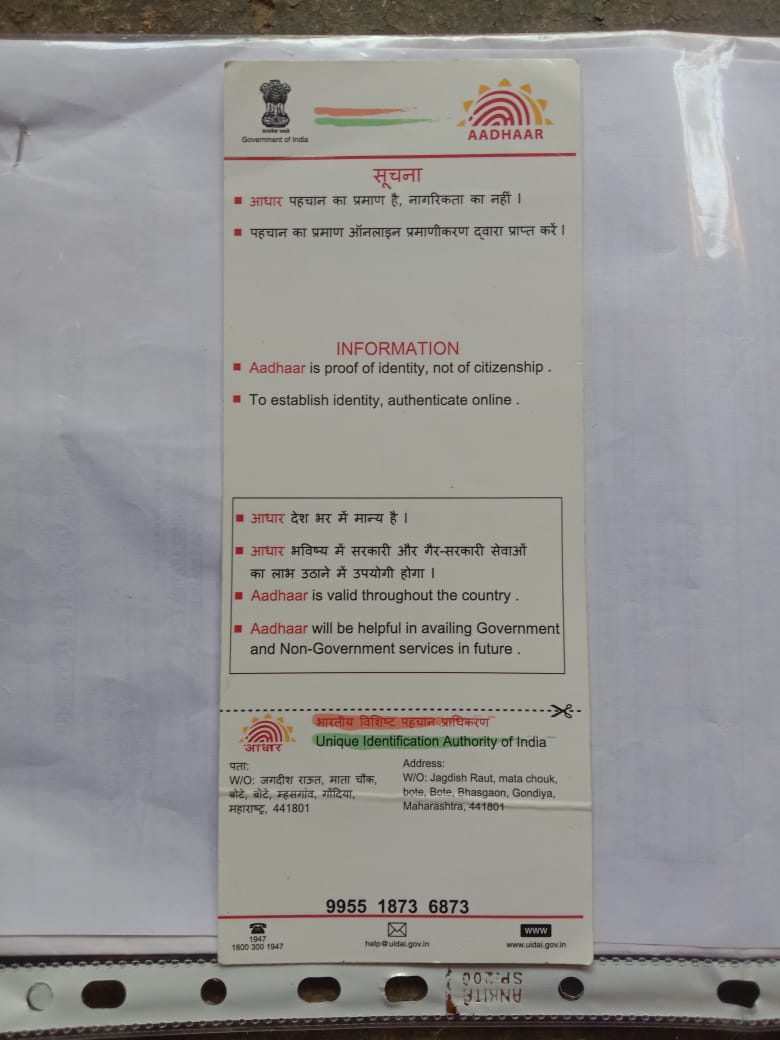 सत्यमेव जयते
Government of India
AADHAAR
सूचना
आधार पहचान का प्रमाण है, नागरिकता का नहीं ।
पहचान का प्रमाण ऑनलाइन प्रमाणीकरण द्वारा प्राप्त करें ।
INFORMATION
Aadhaar is proof of identity, not of citizenship .
To establish identity, authenticate online .
आधार देश भर में मान्य है ।
आधार भविष्य में सरकारी और गैर-सरकारी सेवाओं
का लाभ उठाने में उपयोगी होगा ।
Aadhaar is valid throughout the country .
Aadhaar will be helpful in availing Government
and Non-Government services in future .
भारतीय विशिष्ट पहचान प्राधिकरण
Unique Identification Authority of India
आधार
पता:
W/O: जगदीश राऊत, माता चौक,
बोटे, बोटे, म्हसगांव, गोंदिया,
महाराष्ट्र, 441801
Address:
W/O: Jagdish Raut, mata chouk,
bote, Bote, Bhasgaon, Gondiya,
Maharashtra, 441801
9955 1873 6873
1947
1800 300 1947
help@uidai.gov.in
www
www.uidai.gov.in
ANKITA
SP.200